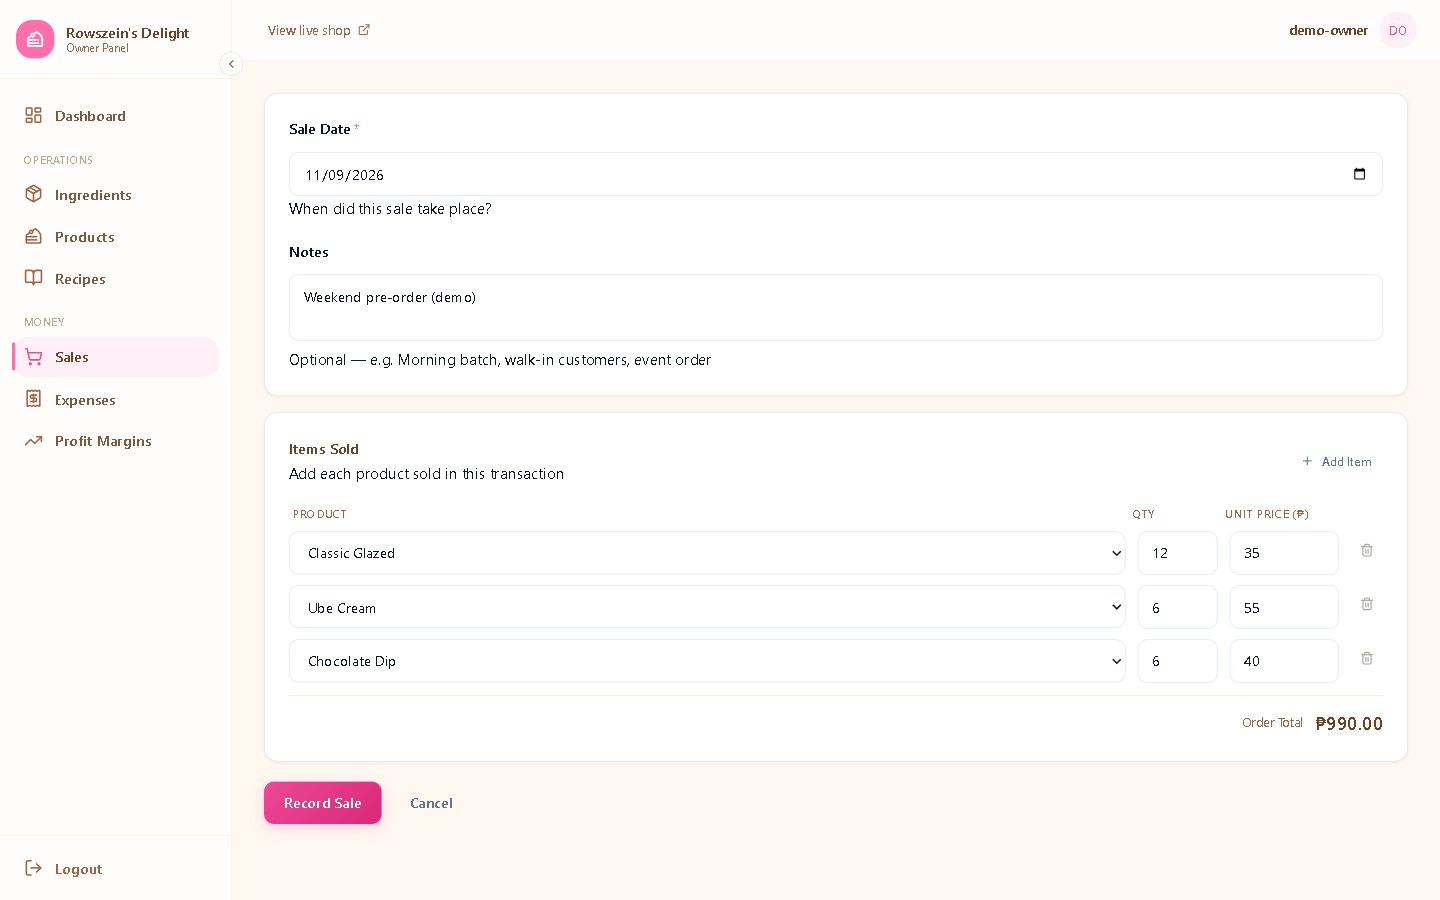 Rowszein's Delight
Owner Panel
View live shop
demo-owner
DO
Dashboard
OPERATIONS
Ingredients
Products
Recipes
MONEY
Sales
Expenses
Profit Margins
Logout
Sale Date *
11/09/2026
When did this sale take place?
Notes
Weekend pre-order (demo)
Optional — e.g. Morning batch, walk-in customers, event order
Items Sold
Add each product sold in this transaction
+ Add Item
PRODUCT QTY UNIT PRICE (₱)
Classic Glazed 12 35
Ube Cream 6 55
Chocolate Dip 6 40
Order Total ₱990.00
Record Sale Cancel